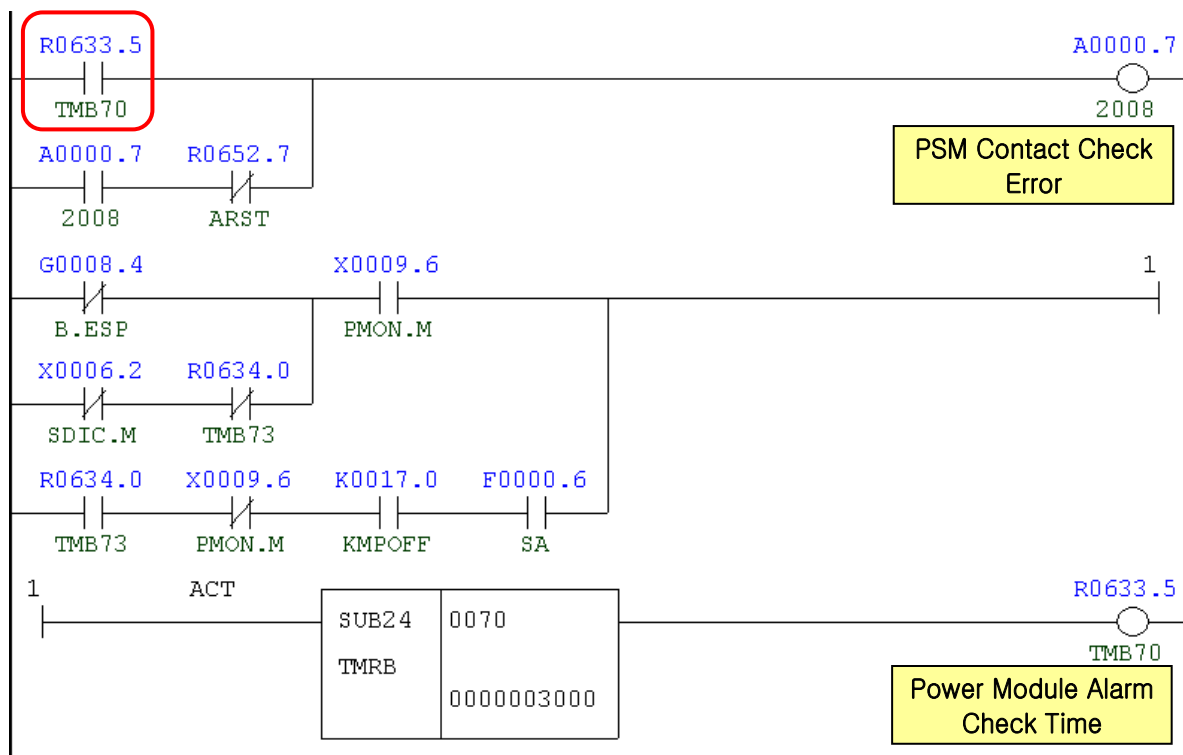 R0633.5 A0000.7
TMB70 2008
PSM Contact Check
Error
A0000.7 R0652.7
2008 ARST
G0008.4 X0009.6 1
B.ESP PMON.M
X0006.2 R0634.0
SDIC.M TMB73
R0634.0 X0009.6 K0017.0 F0000.6
TMB73 PMON.M KMPOFF SA
1 ACT R0633.5
SUB24 0070
TMRB TMB70
0000003000
Power Module Alarm
Check Time